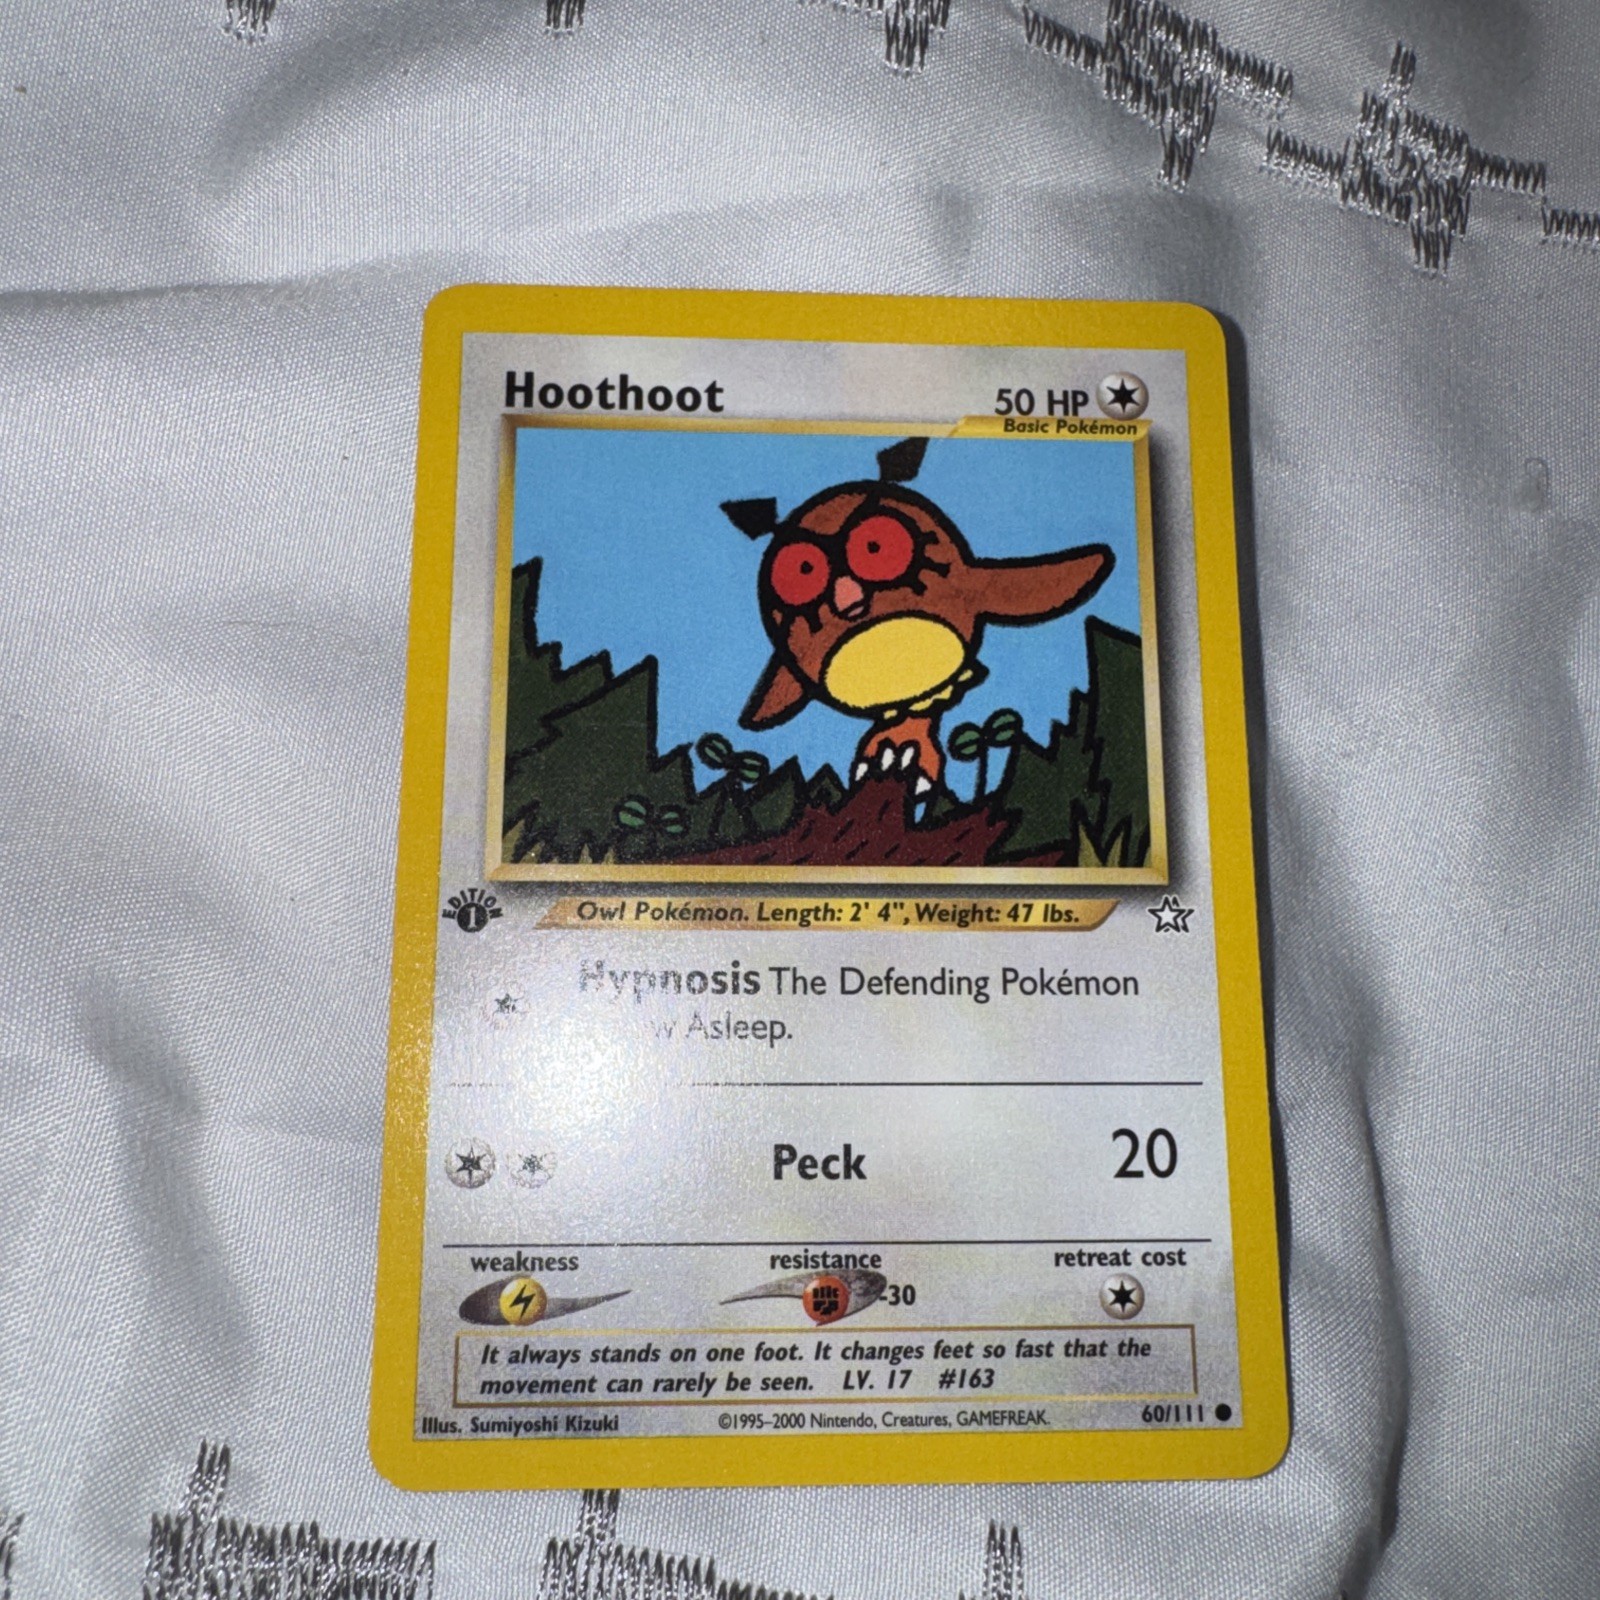 Hoothoot
50 HP
Basic Pokémon
EDITION
1
Owl Pokémon. Length: 2' 4", Weight: 47 lbs.
Hypnosis The Defending Pokémon
Asleep.
Peck 20
weakness resistance retreat cost
-30
It always stands on one foot. It changes feet so fast that the
movement can rarely be seen. LV. 17 #163
Illus. Sumiyoshi Kizuki ©1995–2000 Nintendo, Creatures, GAMEFREAK. 60/111